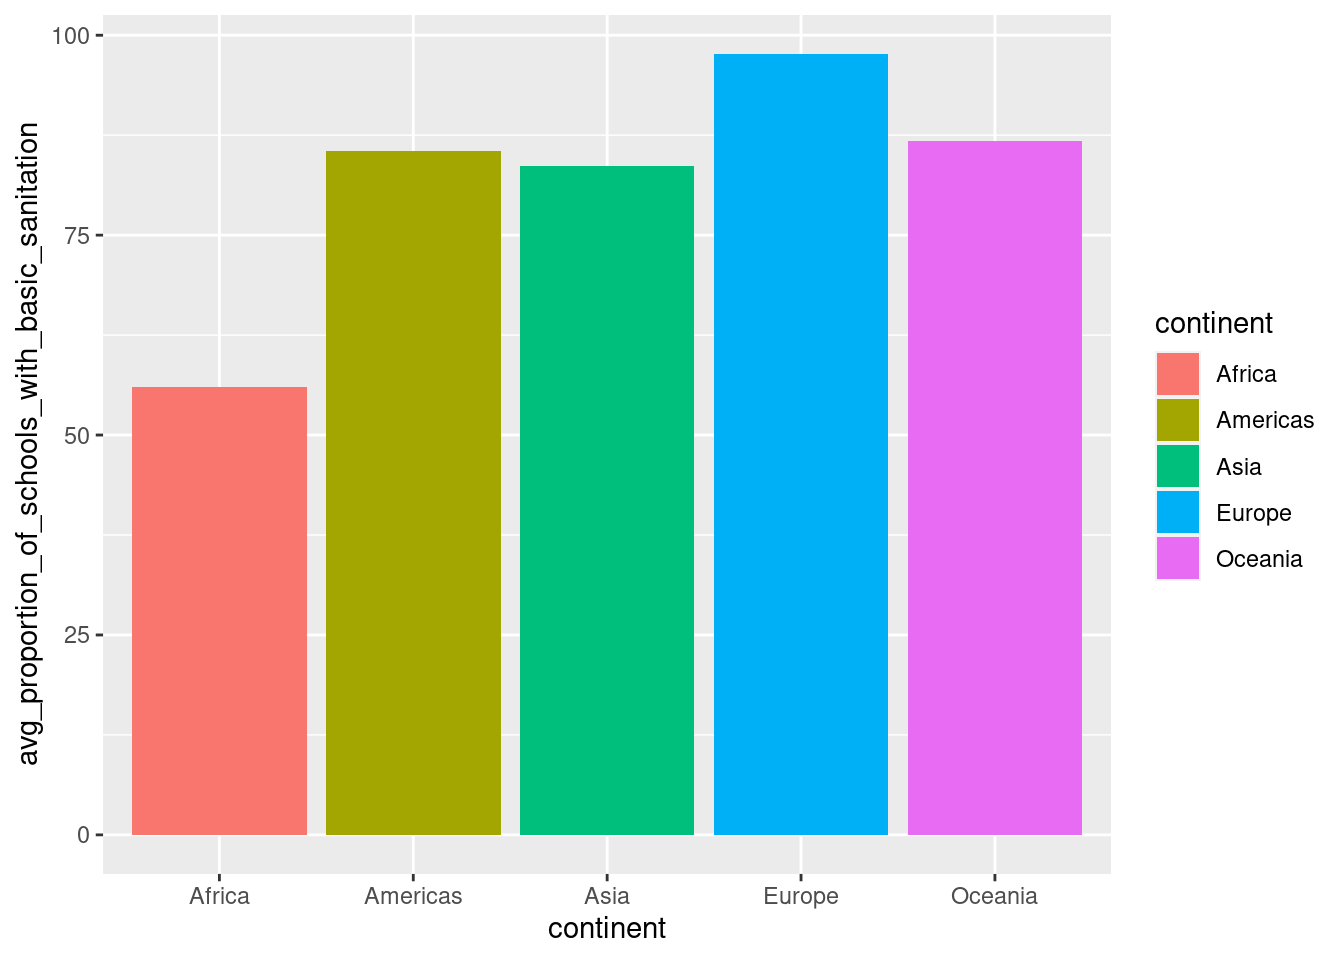 avg_proportion_of_schools_with_basic_sanitation
100
75
50
25
0
Africa Americas Asia Europe Oceania
continent
continent
Africa
Americas
Asia
Europe
Oceania